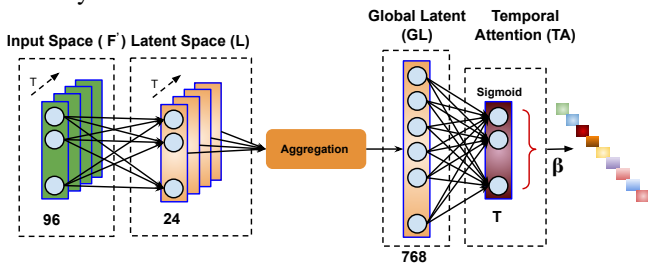 Global Latent
(GL)
Temporal
Attention (TA)
Input Space ( F')
Latent Space (L)
T
T
Sigmoid
Aggregation
β
96
24
T
768